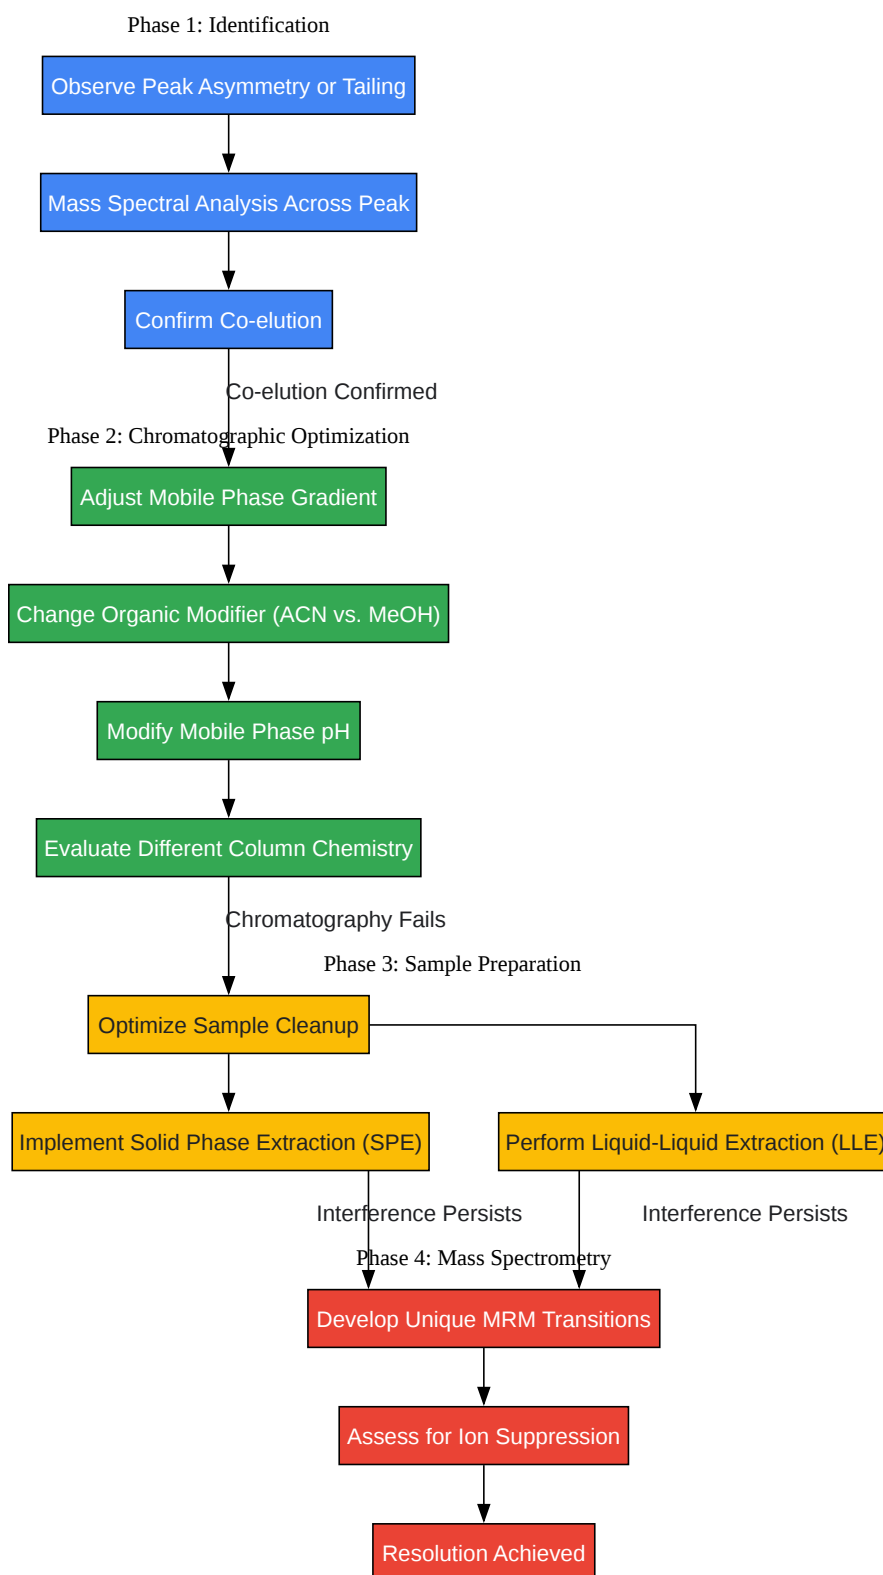 Phase 1: Identification
Observe Peak Asymmetry or Tailing
Mass Spectral Analysis Across Peak
Confirm Co-elution
Co-elution Confirmed
Phase 2: Chromatographic Optimization
Adjust Mobile Phase Gradient
Change Organic Modifier (ACN vs. MeOH)
Modify Mobile Phase pH
Evaluate Different Column Chemistry
Chromatography Fails
Phase 3: Sample Preparation
Optimize Sample Cleanup
Implement Solid Phase Extraction (SPE)
Perform Liquid-Liquid Extraction (LLE)
Interference Persists
Interference Persists
Phase 4: Mass Spectrometry
Develop Unique MRM Transitions
Assess for Ion Suppression
Resolution Achieved